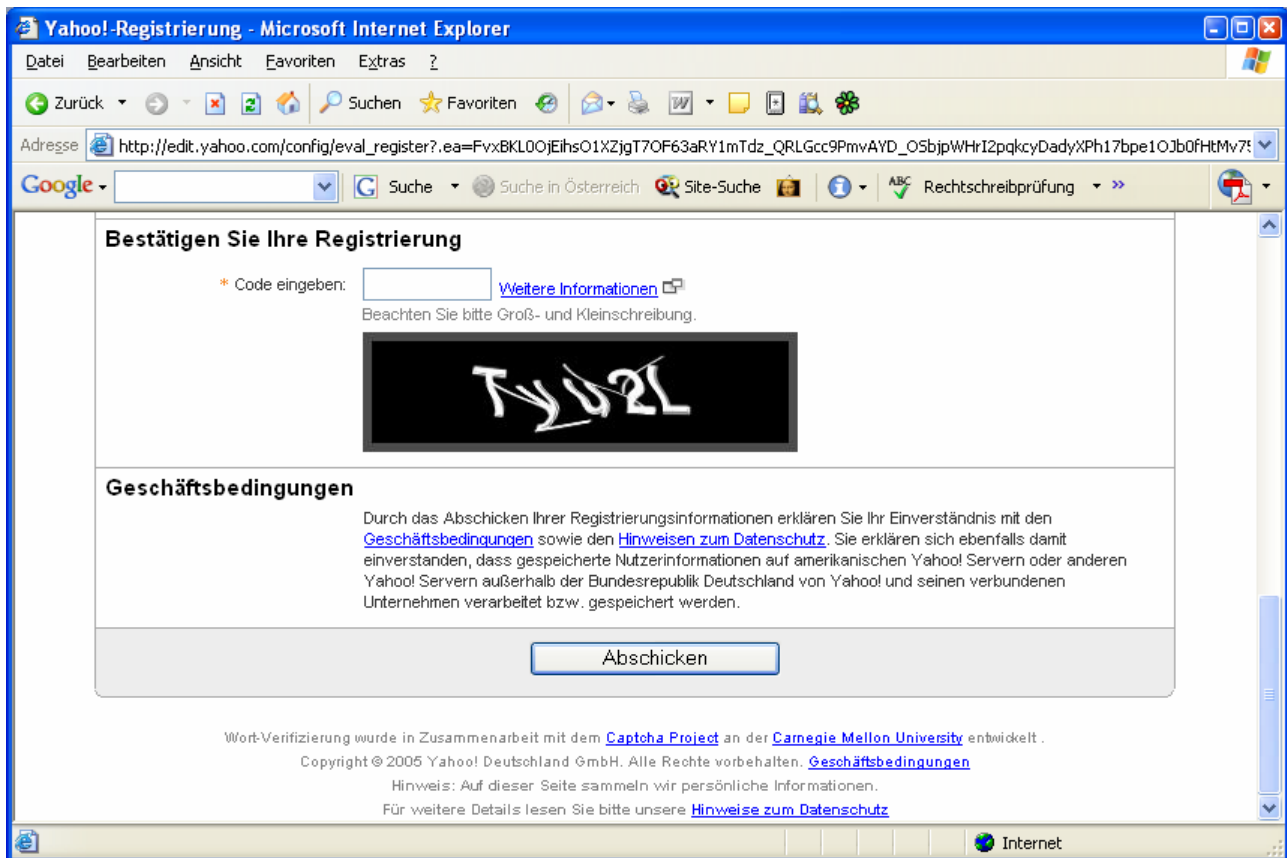 Yahoo!-Registrierung - Microsoft Internet Explorer
Datei Bearbeiten Ansicht Favoriten Extras ?
Zurück Suchen Favoriten
Adresse http://edit.yahoo.com/config/eval_register?.ea=
Google Suche Suche in Österreich Site-Suche ABC Rechtschreibprüfung »
Bestätigen Sie Ihre Registrierung
* Code eingeben: Weitere Informationen
Beachten Sie bitte Groß- und Kleinschreibung.
Geschäftsbedingungen
Durch das Abschicken Ihrer Registrierungsinformationen erklären Sie Ihr Einverständnis mit den
Geschäftsbedingungen sowie den Hinweisen zum Datenschutz. Sie erklären sich ebenfalls damit
einverstanden, dass gespeicherte Nutzerinformationen auf amerikanischen Yahoo! Servern oder anderen
Yahoo! Servern außerhalb der Bundesrepublik Deutschland von Yahoo! und seinen verbundenen
Unternehmen verarbeitet bzw. gespeichert werden.
Abschicken
Wort-Verifizierung wurde in Zusammenarbeit mit dem Captcha Project an der Carnegie Mellon University entwickelt .
Copyright © 2005 Yahoo! Deutschland GmbH. Alle Rechte vorbehalten. Geschäftsbedingungen
Hinweis: Auf dieser Seite sammeln wir persönliche Informationen.
Für weitere Details lesen Sie bitte unsere Hinweise zum Datenschutz
Internet